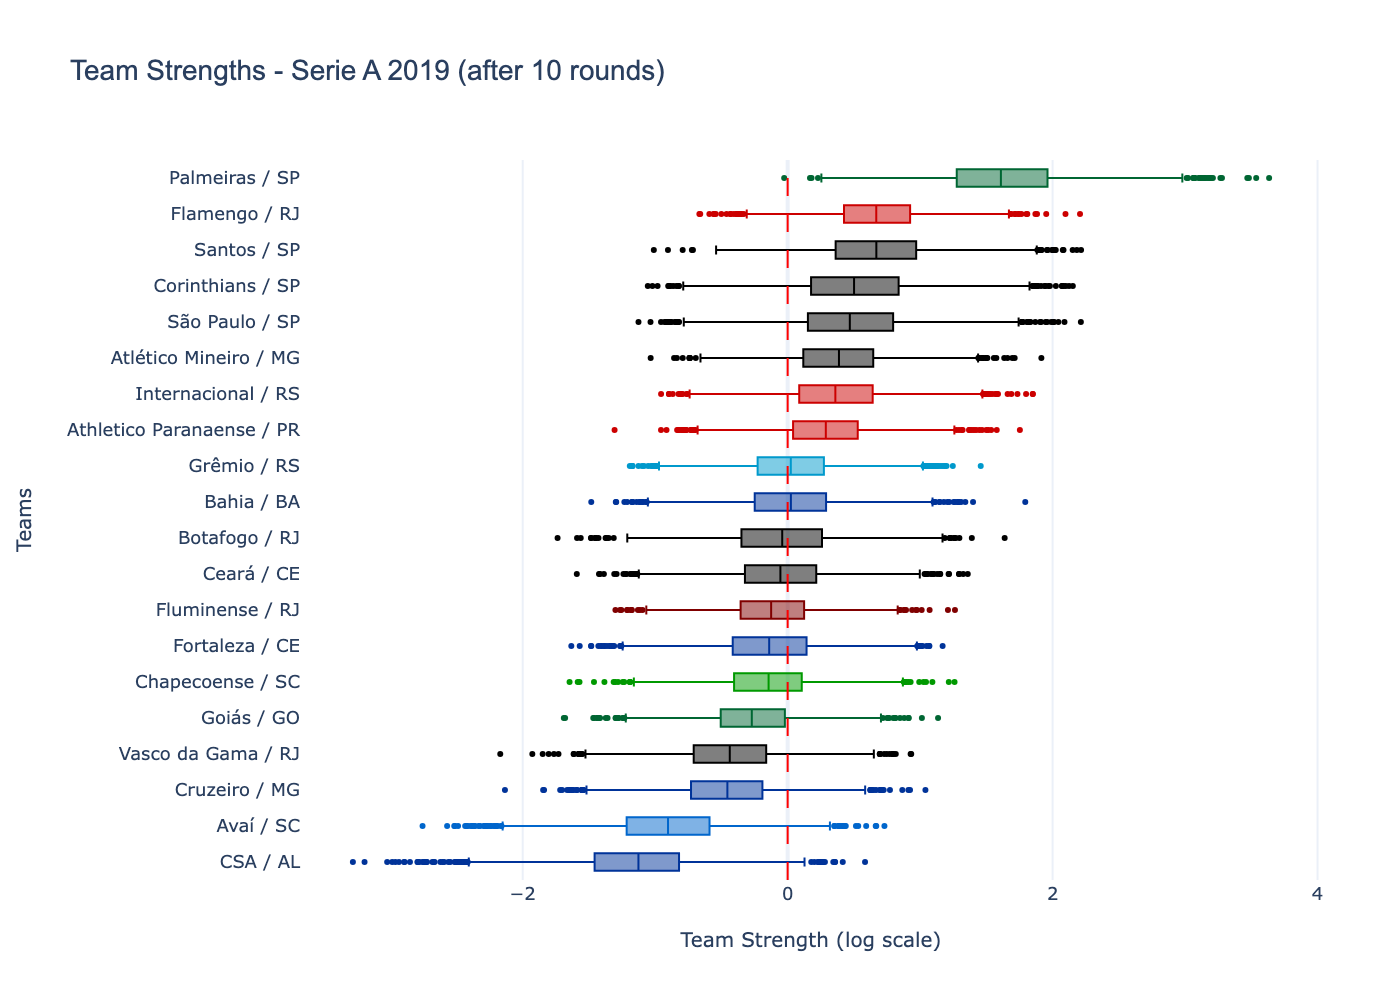 Team Strengths - Serie A 2019 (after 10 rounds)
Palmeiras / SP
Flamengo / RJ
Santos / SP
Corinthians / SP
São Paulo / SP
Atlético Mineiro / MG
Internacional / RS
Athletico Paranaense / PR
Grêmio / RS
Bahia / BA
Botafogo / RJ
Ceará / CE
Fluminense / RJ
Fortaleza / CE
Chapecoense / SC
Goiás / GO
Vasco da Gama / RJ
Cruzeiro / MG
Avaí / SC
CSA / AL
Teams
−2 0 2 4
Team Strength (log scale)